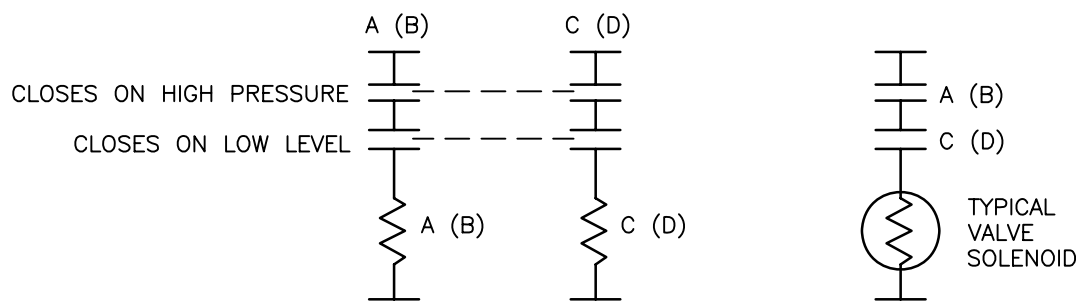 A (B)
C (D)
CLOSES ON HIGH PRESSURE
A (B)
CLOSES ON LOW LEVEL
C (D)
A (B)
C (D)
TYPICAL
VALVE
SOLENOID